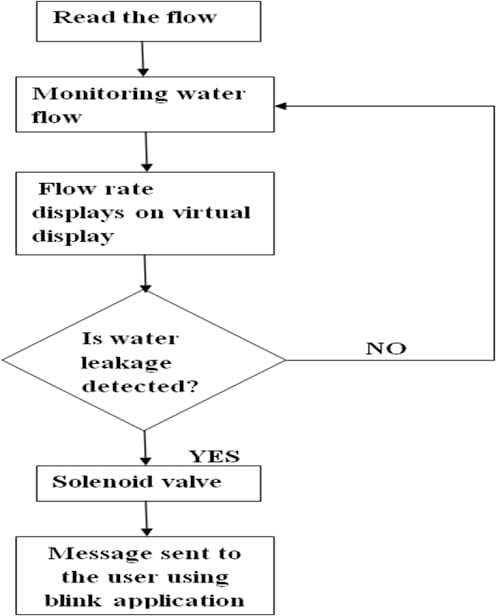 Read the flow
Monitoring water
flow
Flow rate
displays on virtual
display
Is water
leakage
detected?
NO
YES
Solenoid valve
Message sent to
the user using
blink application